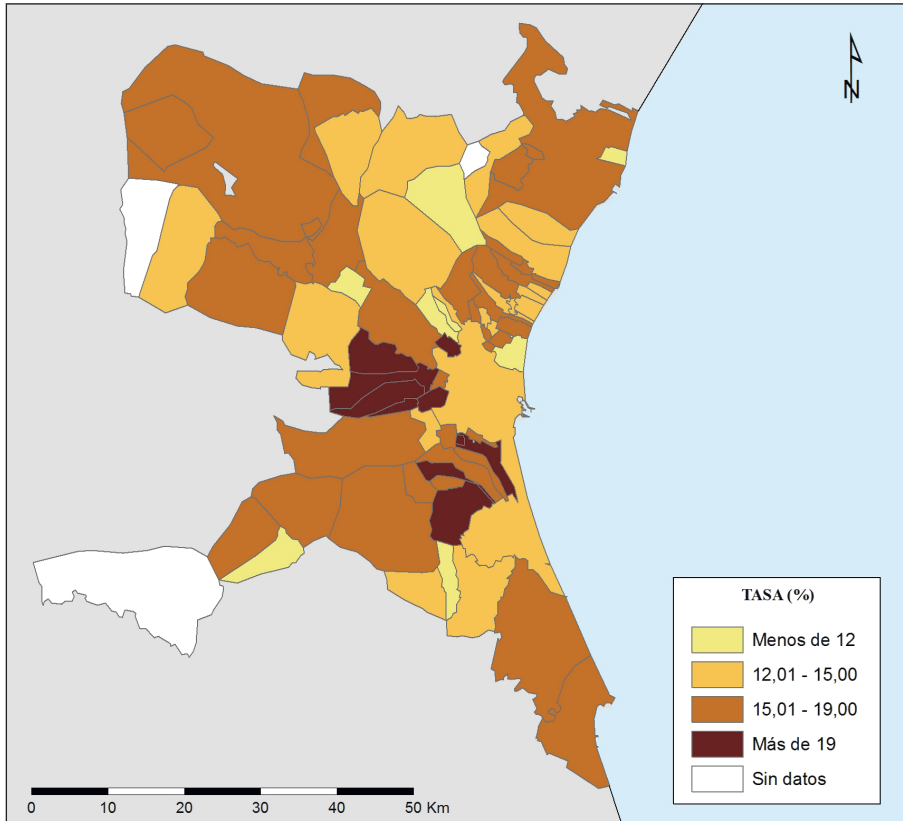 N
TASA (%)
Menos de 12
12,01 - 15,00
15,01 - 19,00
Más de 19
Sin datos
0 10 20 30 40 50 Km